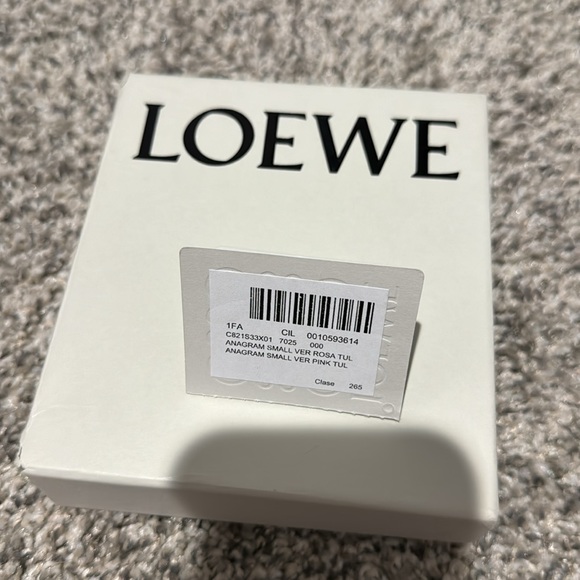 LOEWE
1FA CIL 0010593614
C821S33X01 7025 000
ANAGRAM SMALL VER ROSA TUL
ANAGRAM SMALL VER PINK TUL
Clase 265